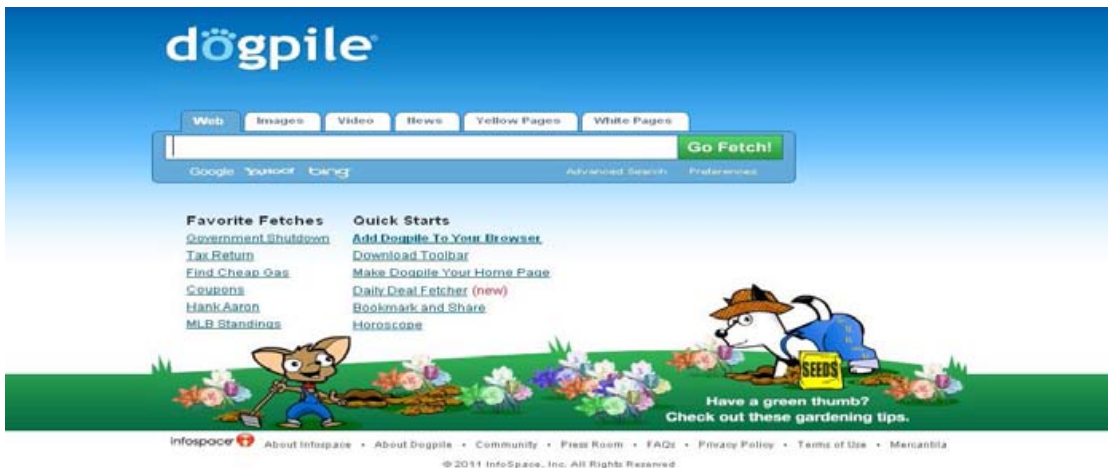 dogpile
Web Images Video News Yellow Pages White Pages
Go Fetch!
Google Yahoo! bing Advanced Search Preferences
Favorite Fetches Quick Starts
Government Shutdown Add Dogpile To Your Browser
Tax Return Download Toolbar
Find Cheap Gas Make Dogpile Your Home Page
Coupons Daily Deal Fetcher (new)
Hank Aaron Bookmark and Share
MLB Standings Horoscope
SEEDS
Have a green thumb?
Check out these gardening tips.
infospace About Infospace • About Dogpile • Community • Press Room • FAQs • Privacy Policy • Terms of Use • Mercantila
© 2011 InfoSpace, Inc. All Rights Reserved